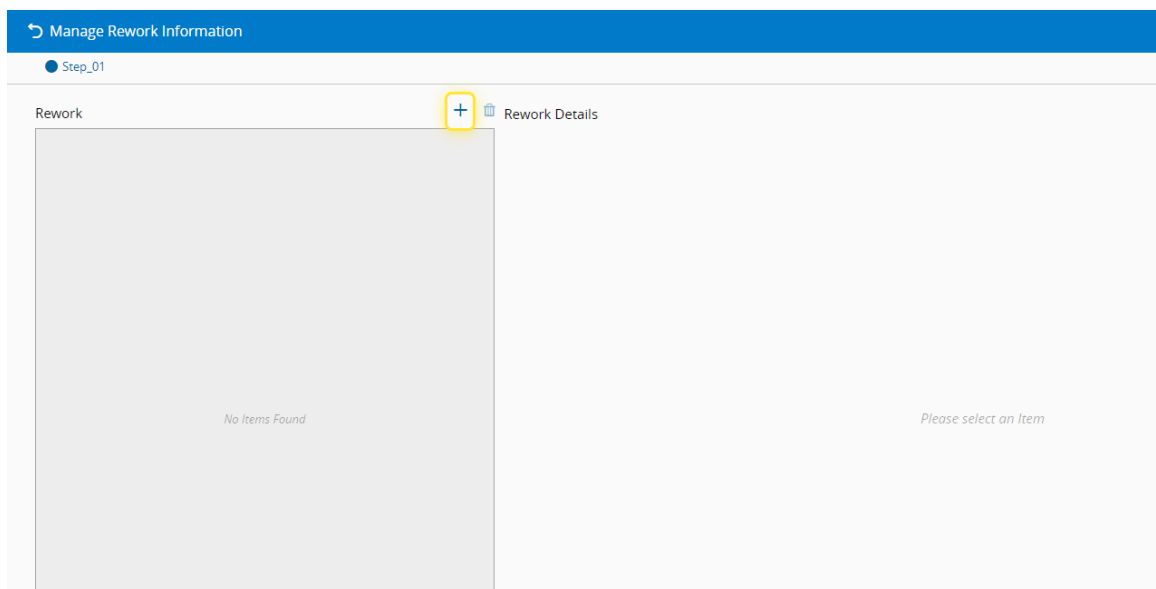 Manage Rework Information
Step_01
Rework
Rework Details
No Items Found
Please select an Item